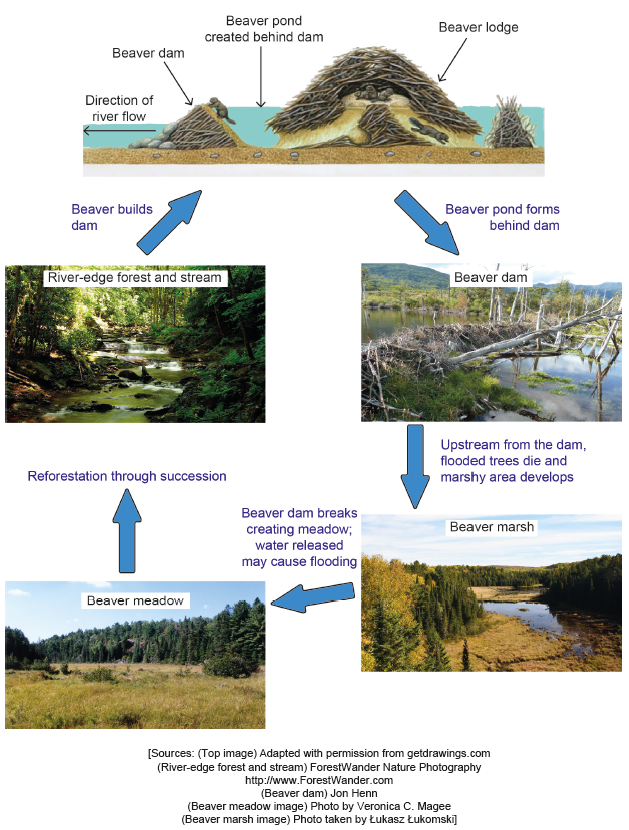 Beaver pond
created behind dam
Beaver lodge
Beaver dam
Direction of
river flow
Beaver builds
dam
Beaver pond forms
behind dam
River-edge forest and stream
Beaver dam
Upstream from the dam,
flooded trees die and
marshy area develops
Reforestation through succession
Beaver dam breaks
creating meadow;
water released
may cause flooding
Beaver marsh
Beaver meadow
[Sources: (Top image) Adapted with permission from getdrawings.com
(River-edge forest and stream) ForestWander Nature Photography
http://www.ForestWander.com
(Beaver dam) Jon Henn
(Beaver meadow image) Photo by Veronica C. Magee
(Beaver marsh image) Photo taken by Łukasz Łukomski]